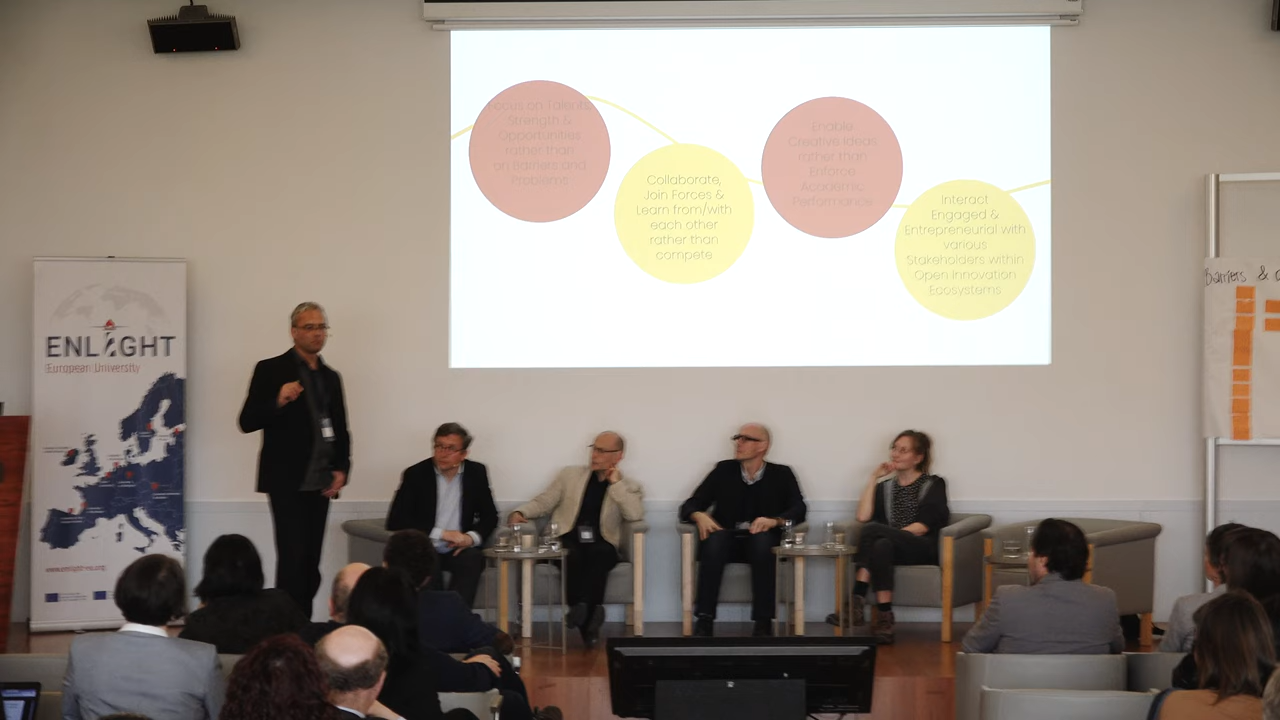 Focus on Talents,
Strength &
Opportunities
rather than
on Barriers and
Problems
Collaborate,
Join Forces &
Learn from/with
each other
rather than
compete
Enable
Creative Ideas
rather than
Enforce
Academic
Performance
Interact
Engaged &
Entrepreneurial with
various
Stakeholders within
Open Innovation
Ecosystems
ENLIGHT
European University
www.enlight-eu.org
Barriers &